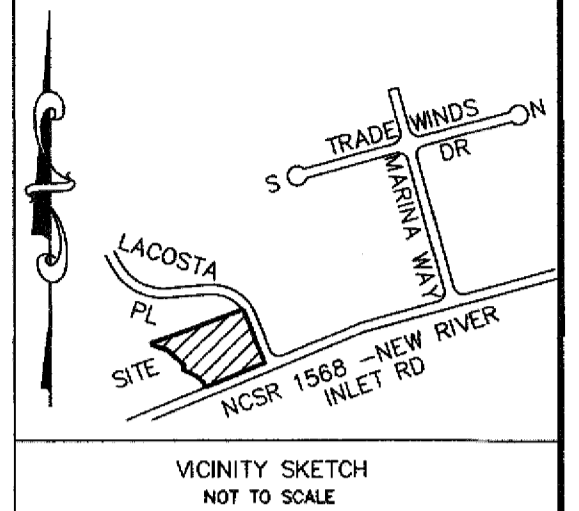 TRADE WINDS
DR
N
S
MARINA WAY
LACOSTA
PL
SITE
NCSR 1568 -NEW RIVER
INLET RD
VICINITY SKETCH
NOT TO SCALE